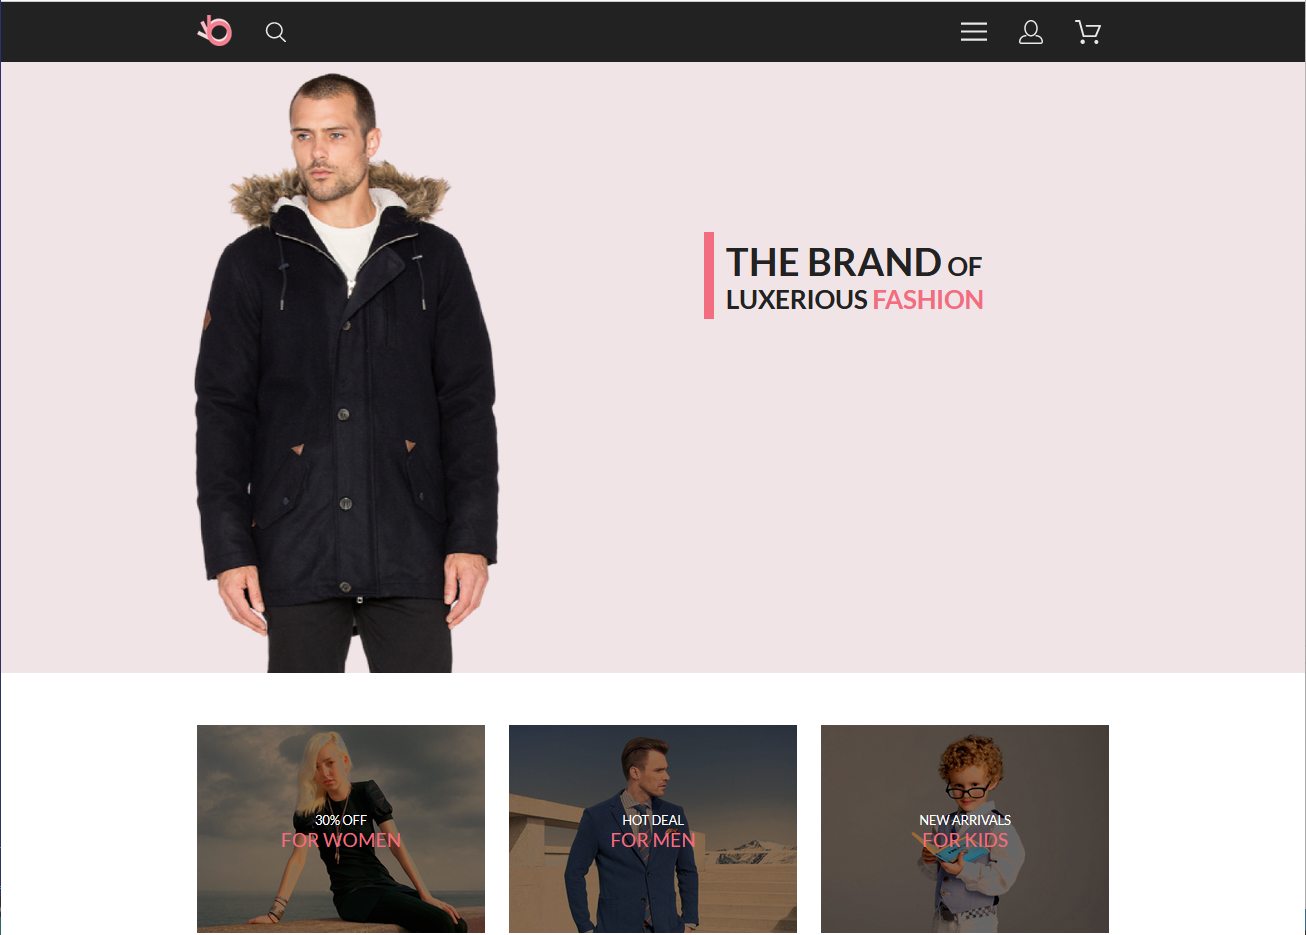 THE BRAND OF
LUXERIOUS FASHION
30% OFF
FOR WOMEN
HOT DEAL
FOR MEN
NEW ARRIVALS
FOR KIDS